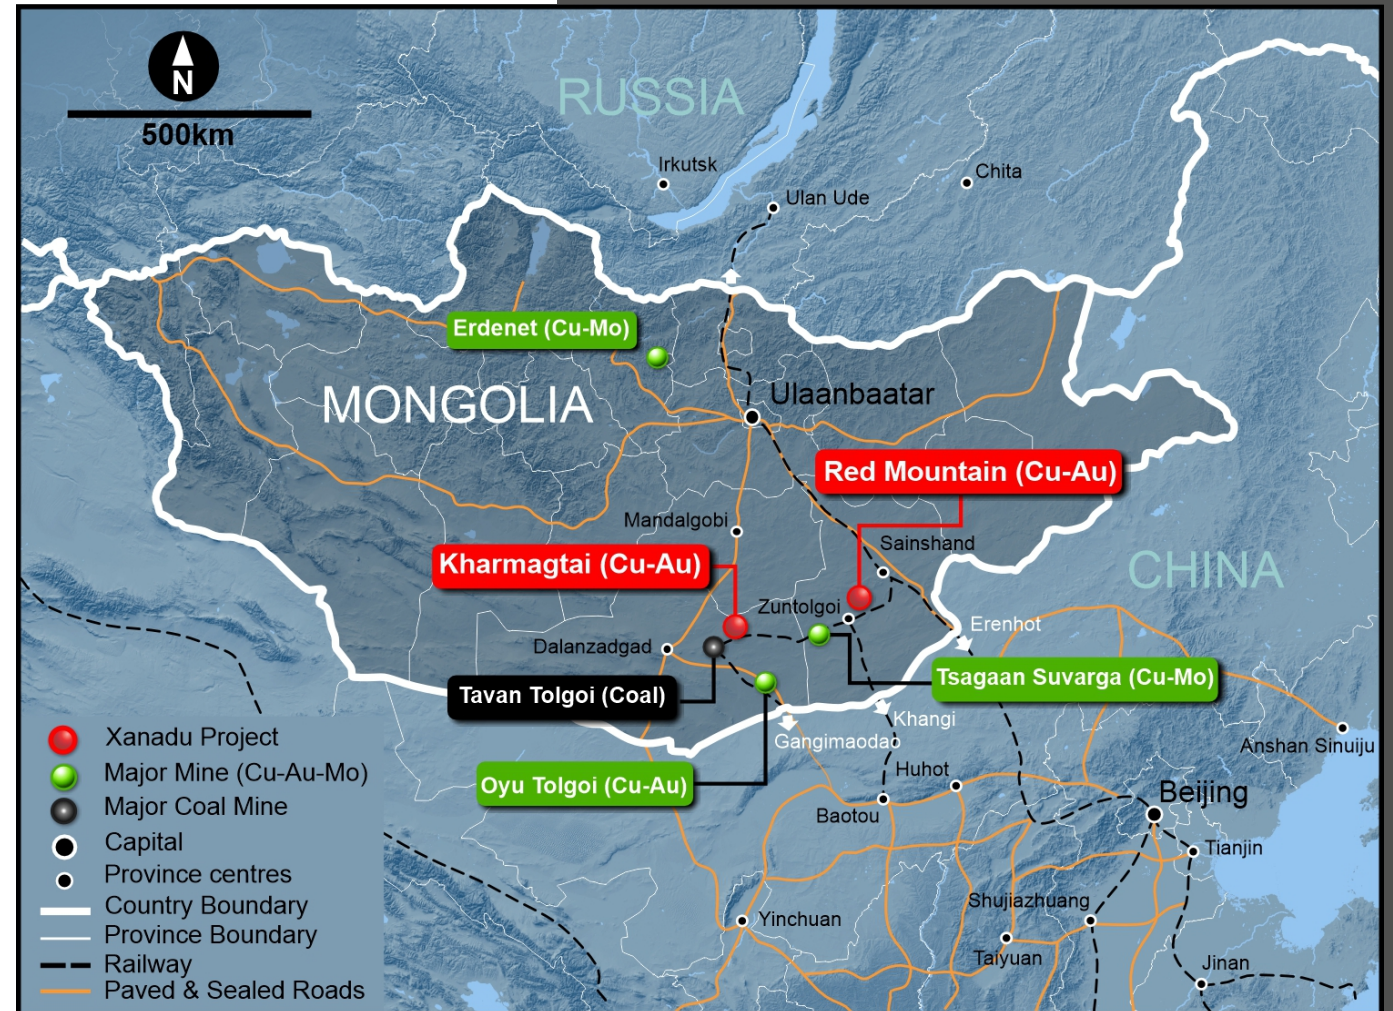 N
500km
RUSSIA
Irkutsk
Chita
Ulan Ude
Erdenet (Cu-Mo)
MONGOLIA
Ulaanbaatar
Red Mountain (Cu-Au)
Mandalgobi
Sainshand
Kharmagtai (Cu-Au)
CHINA
Zuntolgoi
Erenhot
Dalanzadgad
Tsagaan Suvarga (Cu-Mo)
Tavan Tolgoi (Coal)
Khangi
Gangimaodao
Anshan Sinuiju
Oyu Tolgoi (Cu-Au)
Huhot
Beijing
Baotou
Tianjin
Shujiazhuang
Yinchuan
Taiyuan
Jinan
Xanadu Project
Major Mine (Cu-Au-Mo)
Major Coal Mine
Capital
Province centres
Country Boundary
Province Boundary
Railway
Paved & Sealed Roads